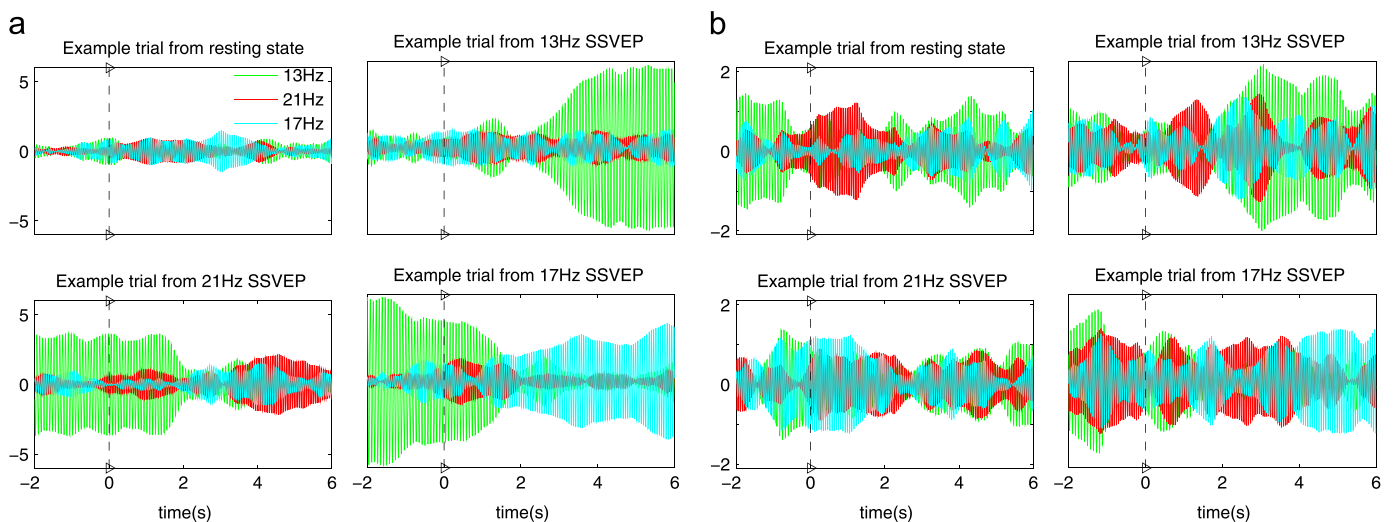 a
Example trial from resting state
5
0
−5
13Hz
21Hz
17Hz
Example trial from 13Hz SSVEP
Example trial from 21Hz SSVEP
5
0
−5
−2 0 2 4 6
time(s)
Example trial from 17Hz SSVEP
−2 0 2 4 6
time(s)
b
Example trial from resting state
2
0
−2
Example trial from 13Hz SSVEP
Example trial from 21Hz SSVEP
2
0
−2
−2 0 2 4 6
time(s)
Example trial from 17Hz SSVEP
−2 0 2 4 6
time(s)